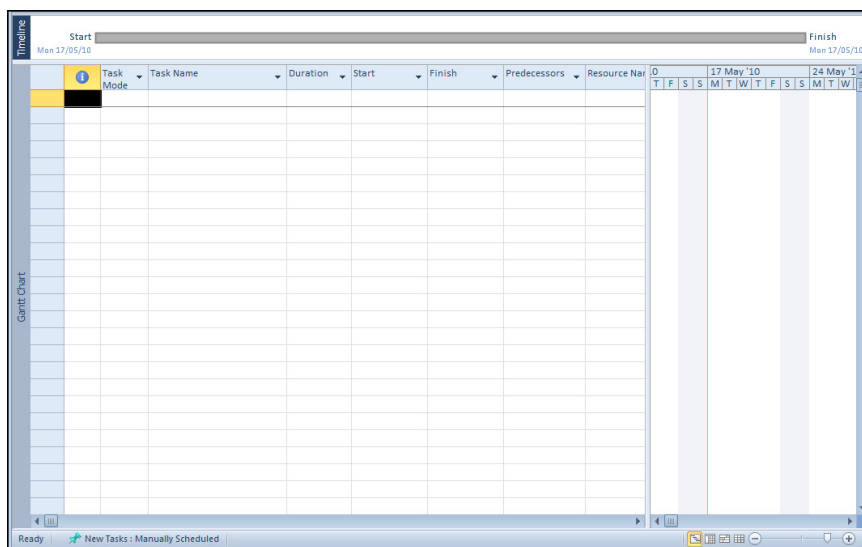 Timeline
Start
Finish
Mon 17/05/10
Mon 17/05/10
Task Mode
Task Name
Duration
Start
Finish
Predecessors
Resource Nar
.0
17 May '10
24 May '1
T F S S M T W T F S S M T W
Gantt Chart
Ready
New Tasks : Manually Scheduled